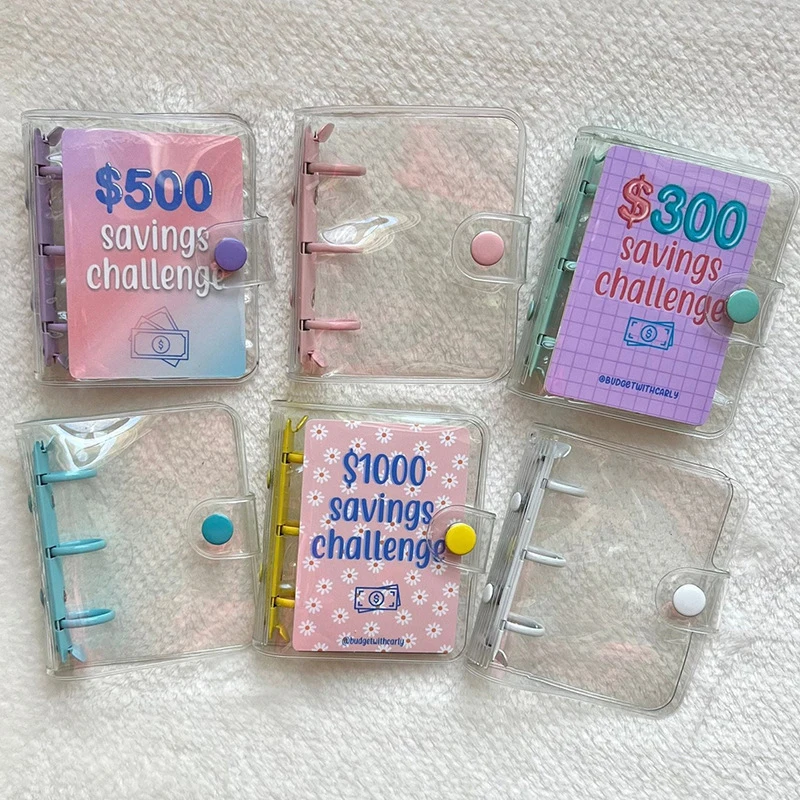 $500
savings
challenge
$300
savings
challenge
@BUDGETWITHCARLY
$1000
savings
challenge
@budgetwithcarly